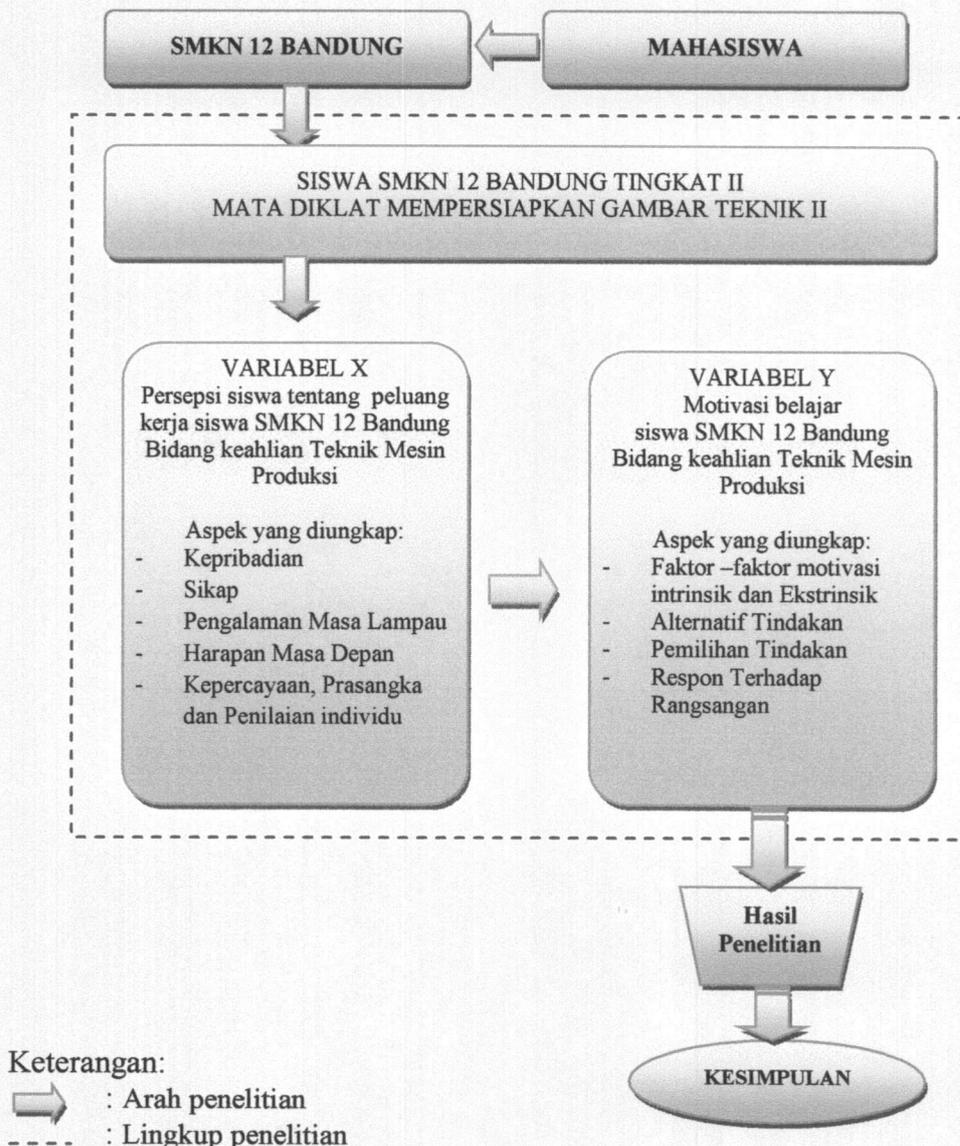 SMKN 12 BANDUNG
MAHASISWA
SISWA SMKN 12 BANDUNG TINGKAT II
MATA DIKLAT MEMPERSIAPKAN GAMBAR TEKNIK II
VARIABEL X
Persepsi siswa tentang peluang
kerja siswa SMKN 12 Bandung
Bidang keahlian Teknik Mesin
Produksi
Aspek yang diungkap:
- Kepribadian
- Sikap
- Pengalaman Masa Lampau
- Harapan Masa Depan
- Kepercayaan, Prasangka
dan Penilaian individu
VARIABEL Y
Motivasi belajar
siswa SMKN 12 Bandung
Bidang keahlian Teknik Mesin
Produksi
Aspek yang diungkap:
- Faktor –faktor motivasi
intrinsik dan Ekstrinsik
- Alternatif Tindakan
- Pemilihan Tindakan
- Respon Terhadap
Rangsangan
Hasil
Penelitian
KESIMPULAN
Keterangan:
: Arah penelitian
: Lingkup penelitian